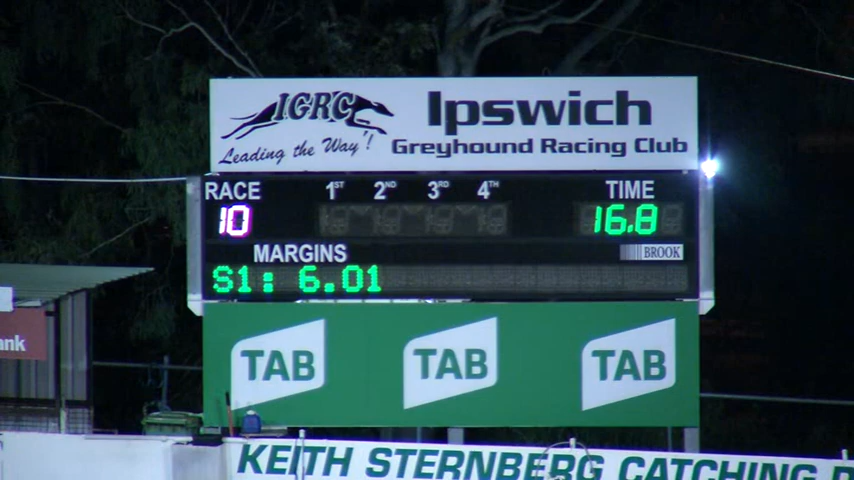 IGRC
Leading the Way'!
Ipswich
Greyhound Racing Club
RACE 1ST 2ND 3RD 4TH TIME
10 16.8
MARGINS BROOK
S1: 6.01
TAB TAB TAB
KEITH STERNBERG CATCHING